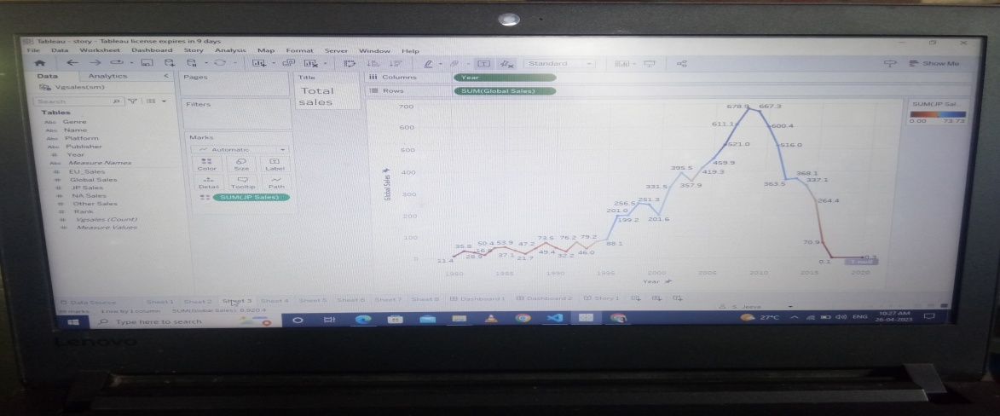 Tableau - story - Tableau license expires in 9 days
File Data Worksheet Dashboard Story Analysis Map Format Server Window Help
Standard
Show Me
Data Analytics
Pages
Title
Columns
Year
Vgsales(sm)
Total
sales
Rows
SUM(Global Sales)
Search
Filters
Tables
Abc Genre
Abc Name
Abc Platform
Abc Publisher
# Year
Abc Measure Names
# EU_Sales
# Global Sales
# JP Sales
# NA Sales
# Other Sales
# Rank
# Vgsales (Count)
# Measure Values
Marks
Automatic
Color Size Label
Detail Tooltip Path
SUM(JP Sales)
SUM(JP Sal...
0.00 73.73
Global Sales
700
600
500
400
300
200
100
0
678.9 667.3
611.1 600.4
521.0 516.0
459.9
395.5 419.3
331.5 357.9 363.5 368.1
337.1
256.5 251.3 264.4
201.0
199.2 201.6
35.8 50.4 53.9 47.2 73.5 76.2 79.2 88.1 70.9
11.4 28.9 37.1 21.7 49.4 32.2 46.0 0.1 0.3
1980 1985 1990 1995 2000 2005 2010 2015 2020
Year
Data Source Sheet 1 Sheet 2 Sheet 3 Sheet 4 Sheet 5 Sheet 6 Sheet 7 Sheet 8 Dashboard 1 Dashboard 2 Story 1
39 marks 1 row by 1 column SUM(Global Sales): 8,920.4
S. Jeeva
Type here to search
27°C
ENG
10:27 AM
26-04-2023
Lenovo